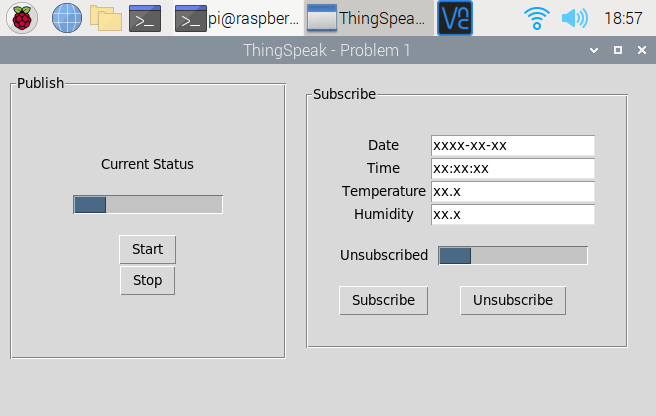 pi@raspber...
ThingSpea...
V2
18:57
ThingSpeak - Problem 1
Publish
Current Status
Start
Stop
Subscribe
Date xxxx-xx-xx
Time xx:xx:xx
Temperature xx.x
Humidity xx.x
Unsubscribed
Subscribe Unsubscribe